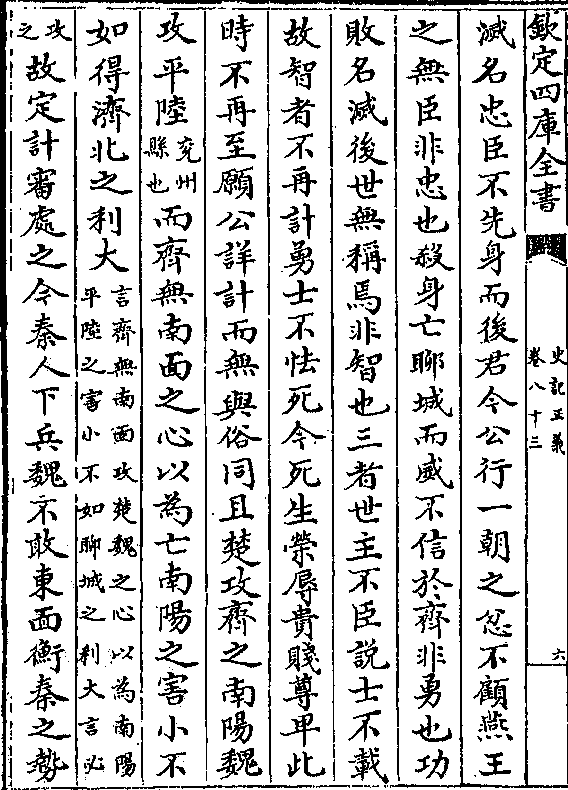 欽定四庫全書
史記正義
卷八十三
六
滅名忠臣不先身而後君今公行一朝之忿不顧燕王
之無臣非忠也殺身亡聊城而威不信於齊非勇也功
敗名滅後世無稱焉非智也三者世主不臣說士不載
故智者不再計勇士不怯死今死生榮辱貴賤尊卑此
時不再至願公詳計而無與俗同且楚攻齊之南陽魏
攻平陸兖州縣也而齊無南面之心以為亡南陽之害小不
如得濟北之利大言齊無南面攻楚魏之心以為南陽平陸之害小不如聊城之利大言必
攻之故定計審處之今秦人下兵魏不敢東面衡秦之勢